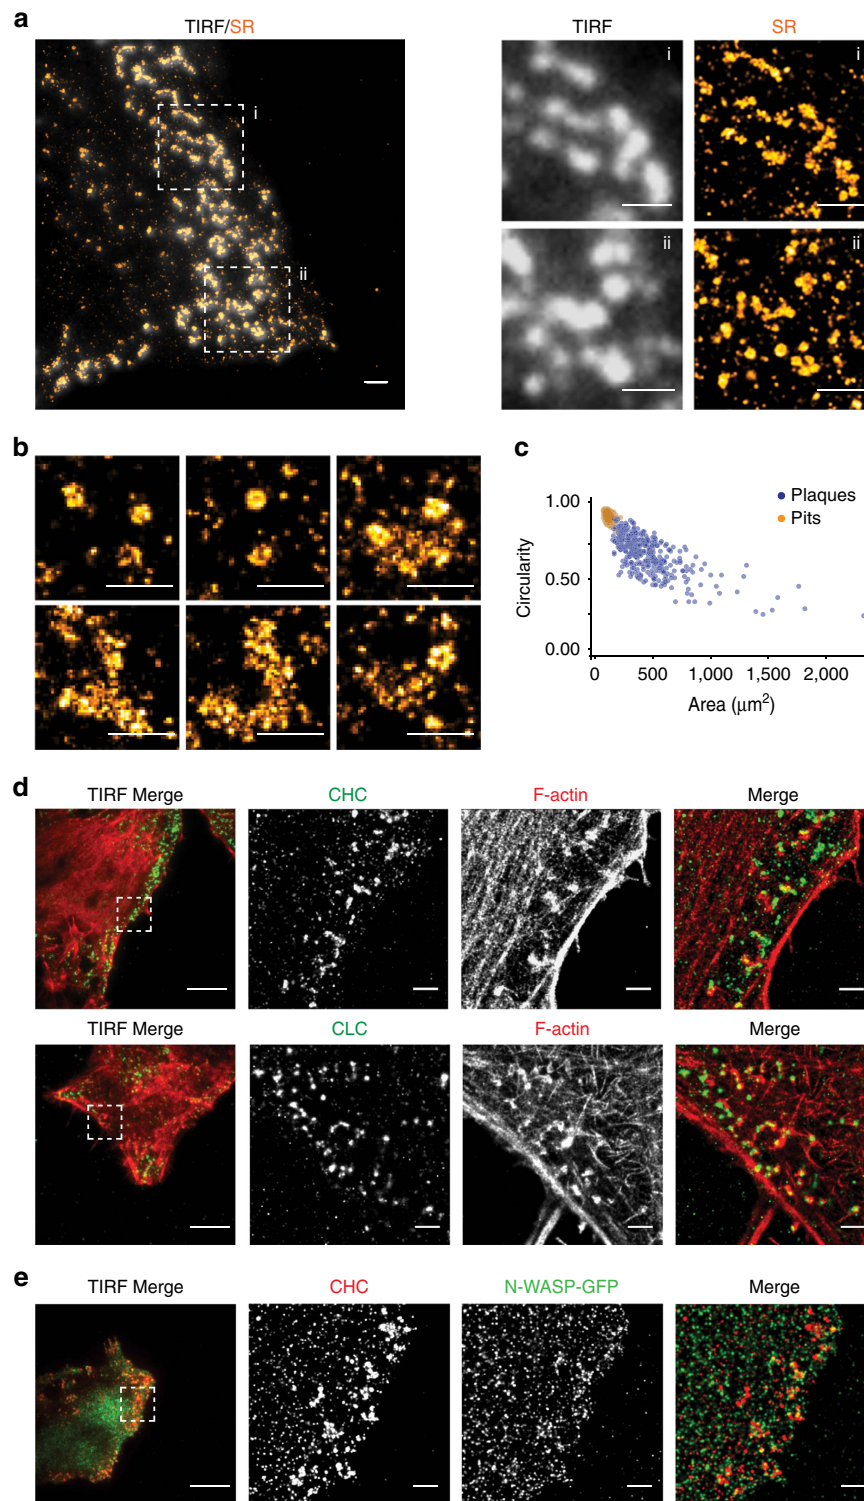 a
TIRF/SR
TIRF
SR
i
i
i
ii
ii
ii
b
c
1.00
0.50
0.00
Circularity
Plaques
Pits
0
500
1,000
1,500
2,000
Area (μm²)
d
TIRF Merge
CHC
F-actin
Merge
TIRF Merge
CLC
F-actin
Merge
e
TIRF Merge
CHC
N-WASP-GFP
Merge